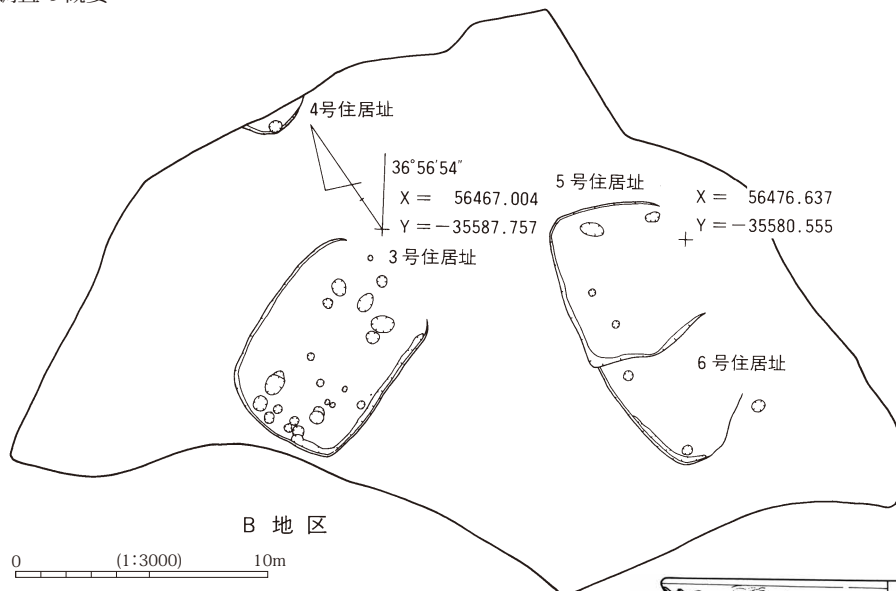 4号住居址
36°56′54″
X = 56467.004
Y = −35587.757
3号住居址
5号住居址
X = 56476.637
Y = −35580.555
6号住居址
B 地 区
0 (1:3000) 10m